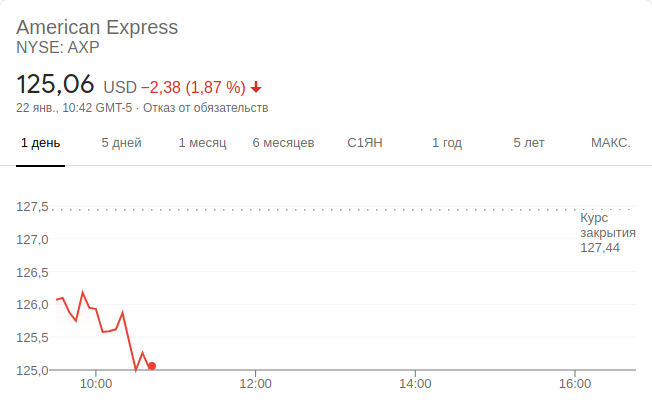 American Express
NYSE: AXP
125,06 USD −2,38 (1,87 %)
22 янв., 10:42 GMT-5 · Отказ от обязательств
1 день 5 дней 1 месяц 6 месяцев С1ЯН 1 год 5 лет МАКС.
127,5
Курс
закрытия
127,44
127,0
126,5
126,0
125,5
125,0
10:00 12:00 14:00 16:00